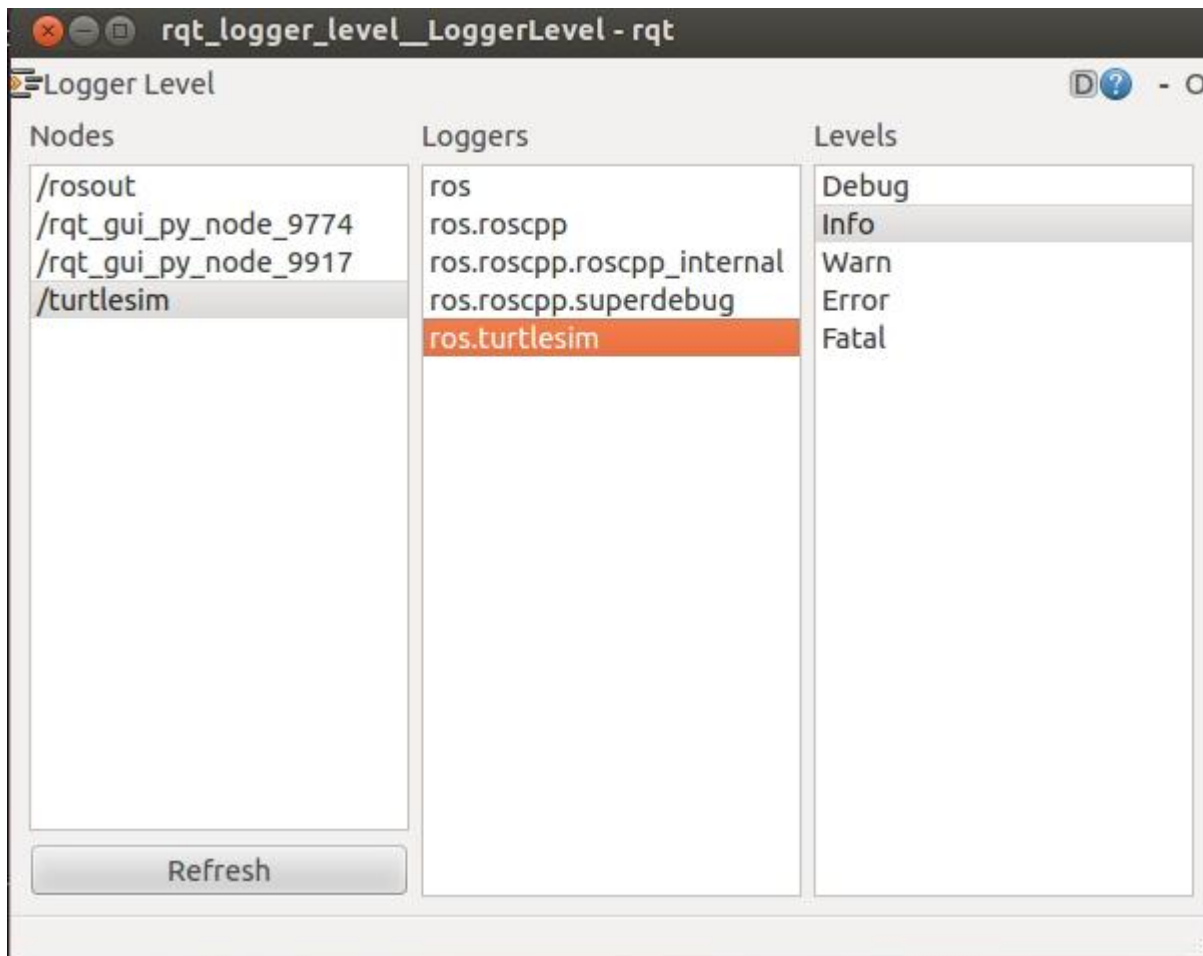 rqt_logger_level__LoggerLevel - rqt
Logger Level
D ? - O
Nodes
/rosout
/rqt_gui_py_node_9774
/rqt_gui_py_node_9917
/turtlesim
Refresh
Loggers
ros
ros.roscpp
ros.roscpp.roscpp_internal
ros.roscpp.superdebug
ros.turtlesim
Levels
Debug
Info
Warn
Error
Fatal